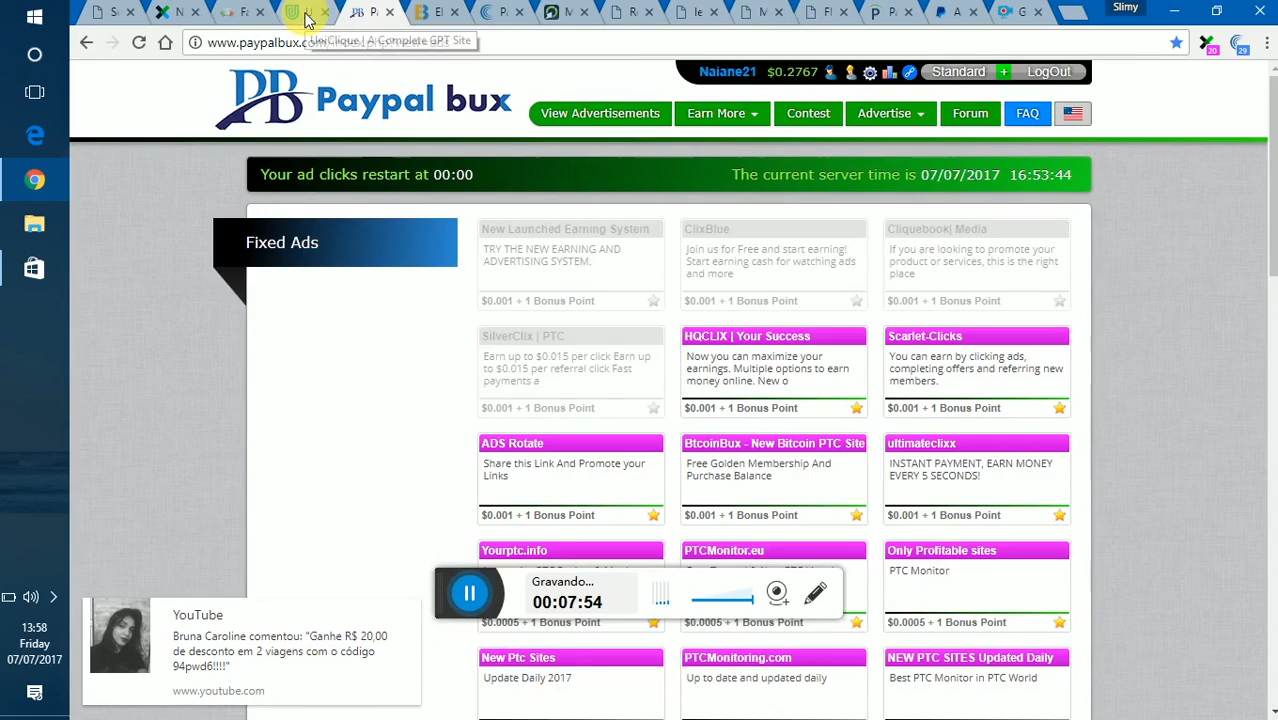 S
N
Fa
U
P
El
P
M
R
le
M
Fl
P
A
G
Slimy
www.paypalbux.c
UniClique | A Complete GPT Site
20
29
PB Paypal bux
Naiane21 $0.2767 Standard + LogOut
View Advertisements Earn More Contest Advertise Forum FAQ
Your ad clicks restart at 00:00
The current server time is 07/07/2017 16:53:44
Fixed Ads
New Launched Earning System
TRY THE NEW EARNING AND
ADVERTISING SYSTEM.
$0.001 + 1 Bonus Point
ClixBlue
Join us for Free and start earning!
Start earning cash for watching ads
and more
$0.001 + 1 Bonus Point
Cliquebook| Media
If you are looking to promote your
product or services, this is the right
place
$0.001 + 1 Bonus Point
SilverClix | PTC
Earn up to $0.015 per click Earn up
to $0.015 per referral click Fast
payments a
$0.001 + 1 Bonus Point
HQCLIX | Your Success
Now you can maximize your
earnings. Multiple options to earn
money online. New o
$0.001 + 1 Bonus Point
Scarlet-Clicks
You can earn by clicking ads,
completing offers and referring new
members.
$0.001 + 1 Bonus Point
ADS Rotate
Share this Link And Promote your
Links
$0.001 + 1 Bonus Point
BtcoinBux - New Bitcoin PTC Site
Free Golden Membership And
Purchase Balance
$0.001 + 1 Bonus Point
ultimateclixx
INSTANT PAYMENT, EARN MONEY
EVERY 5 SECONDS!
$0.001 + 1 Bonus Point
Yourptc.info
PTCMonitor.eu
Only Profitable sites
PTC Monitor
$0.0005 + 1 Bonus Point
$0.0005 + 1 Bonus Point
$0.0005 + 1 Bonus Point
Gravando...
00:07:54
New Ptc Sites
Update Daily 2017
PTCMonitoring.com
Up to date and updated daily
NEW PTC SITES Updated Daily
Best PTC Monitor in PTC World
YouTube
Bruna Caroline comentou: "Ganhe R$ 20,00
de desconto em 2 viagens com o código
94pwd6!!!!"
www.youtube.com
13:58
Friday
07/07/2017